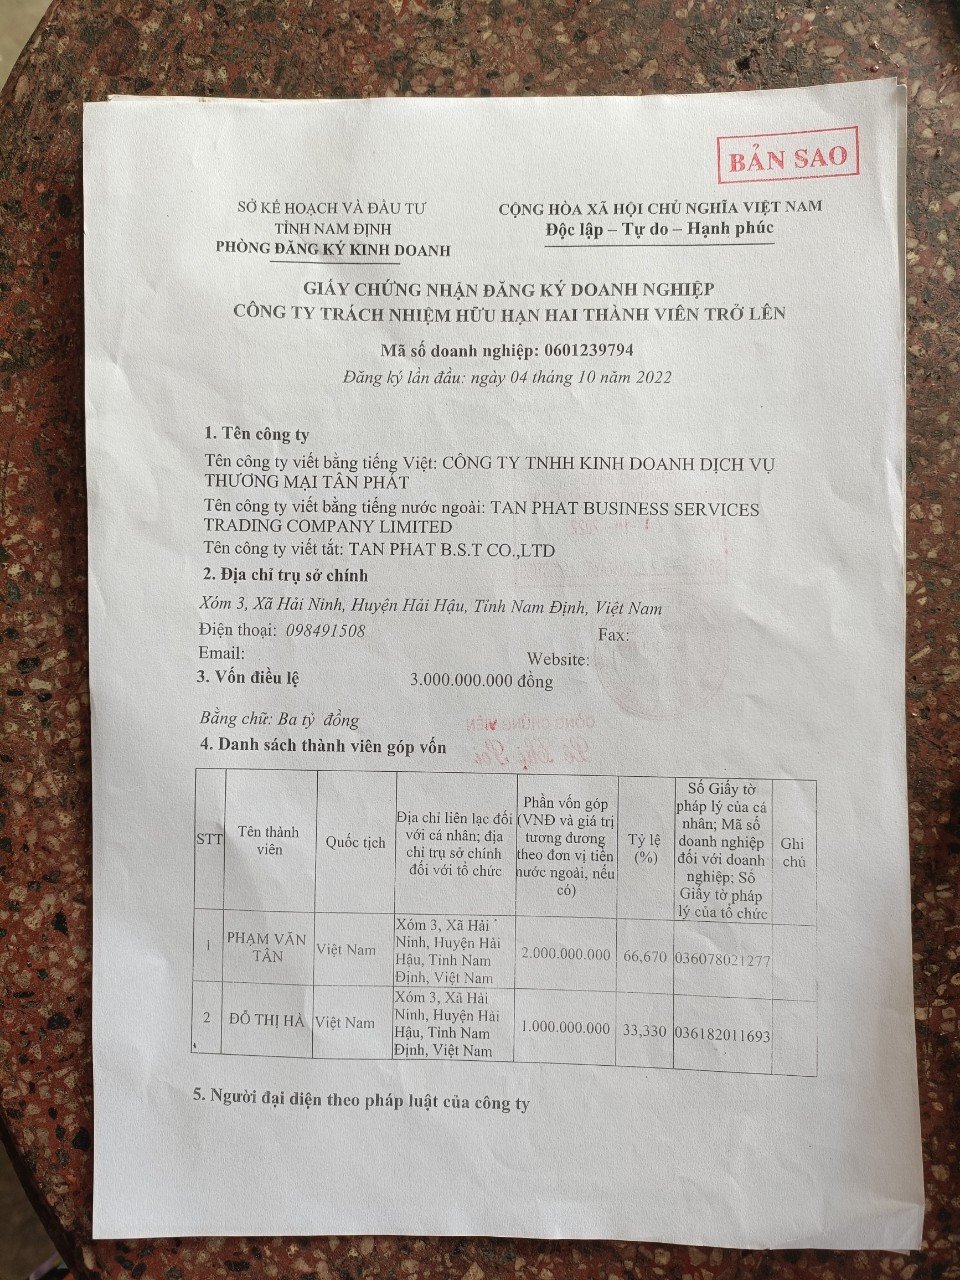 BẢN SAO
SỞ KẾ HOẠCH VÀ ĐẦU TƯ
TỈNH NAM ĐỊNH
PHÒNG ĐĂNG KÝ KINH DOANH
CỘNG HÒA XÃ HỘI CHỦ NGHĨA VIỆT NAM
Độc lập – Tự do – Hạnh phúc
GIẤY CHỨNG NHẬN ĐĂNG KÝ DOANH NGHIỆP
CÔNG TY TRÁCH NHIỆM HỮU HẠN HAI THÀNH VIÊN TRỞ LÊN
Mã số doanh nghiệp: 0601239794
Đăng ký lần đầu: ngày 04 tháng 10 năm 2022
1. Tên công ty
Tên công ty viết bằng tiếng Việt: CÔNG TY TNHH KINH DOANH DỊCH VỤ
THƯƠNG MẠI TÂN PHÁT
Tên công ty viết bằng tiếng nước ngoài: TAN PHAT BUSINESS SERVICES
TRADING COMPANY LIMITED
Tên công ty viết tắt: TAN PHAT B.S.T CO.,LTD
2. Địa chỉ trụ sở chính
Xóm 3, Xã Hải Ninh, Huyện Hải Hậu, Tỉnh Nam Định, Việt Nam
Điện thoại: 098491508 Fax:
Email: Website:
3. Vốn điều lệ 3.000.000.000 đồng
Bằng chữ: Ba tỷ đồng
4. Danh sách thành viên góp vốn
STT
Tên thành
viên
Quốc tịch
Địa chỉ liên lạc đối
với cá nhân; địa
chỉ trụ sở chính
đối với tổ chức
Phần vốn góp
(VNĐ và giá trị
tương đương
theo đơn vị tiền
nước ngoài, nếu
có)
Tỷ lệ
(%)
Số Giấy tờ
pháp lý của cá
nhân; Mã số
doanh nghiệp
đối với doanh
nghiệp; Số
Giấy tờ pháp
lý của tổ chức
Ghi
chú
1
PHẠM VĂN
TÂN
Việt Nam
Xóm 3, Xã Hải
Ninh, Huyện Hải
Hậu, Tỉnh Nam
Định, Việt Nam
2.000.000.000
66,670
036078021277
2
ĐỖ THỊ HÀ
Việt Nam
Xóm 3, Xã Hải
Ninh, Huyện Hải
Hậu, Tỉnh Nam
Định, Việt Nam
1.000.000.000
33,330
036182011693
5. Người đại diện theo pháp luật của công ty